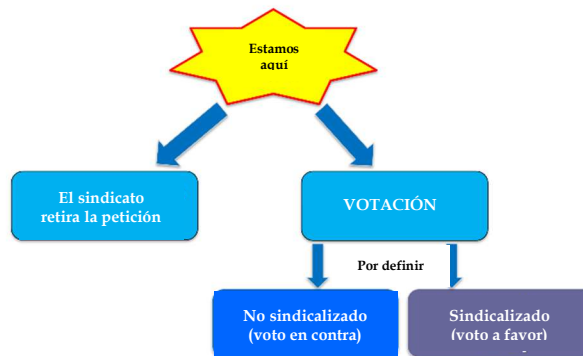 Estamos
aquí
El sindicato
retira la petición
VOTACIÓN
Por definir
No sindicalizado
(voto en contra)
Sindicalizado
(voto a favor)